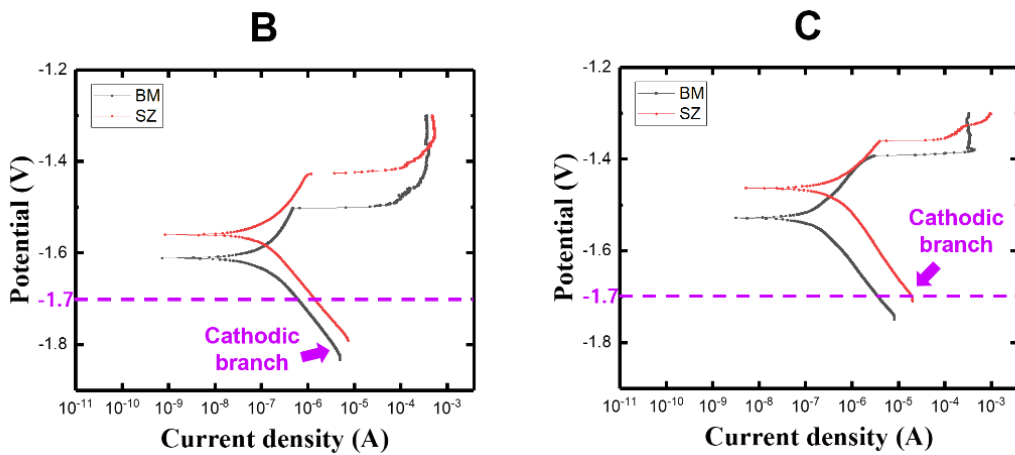 B
C
-1.2
-1.4
-1.6
-1.7
-1.8
Potential (V)
BM
SZ
Cathodic
branch
10⁻¹¹ 10⁻¹⁰ 10⁻⁹ 10⁻⁸ 10⁻⁷ 10⁻⁶ 10⁻⁵ 10⁻⁴ 10⁻³
Current density (A)
-1.2
-1.4
-1.6
-1.7
-1.8
Potential (V)
BM
SZ
Cathodic
branch
10⁻¹¹ 10⁻¹⁰ 10⁻⁹ 10⁻⁸ 10⁻⁷ 10⁻⁶ 10⁻⁵ 10⁻⁴ 10⁻³
Current density (A)